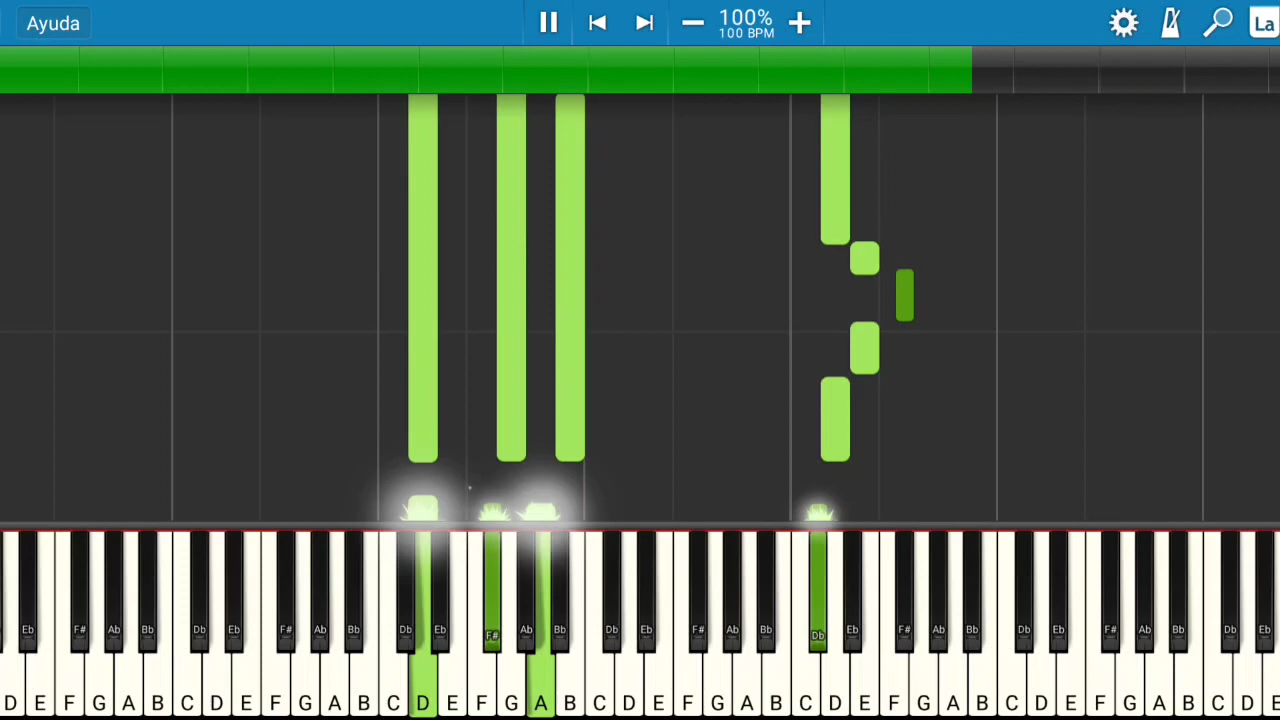 Ayuda
100%
100 BPM
La
Eb F# Ab Bb Db Eb F# Ab Bb Db Eb F# Ab Bb Db Eb F# Ab Bb Db Eb F# Ab Bb Db Eb F# Ab Bb Db Eb
D E F G A B C D E F G A B C D E F G A B C D E F G A B C D E F G A B C D E F G A B C D E